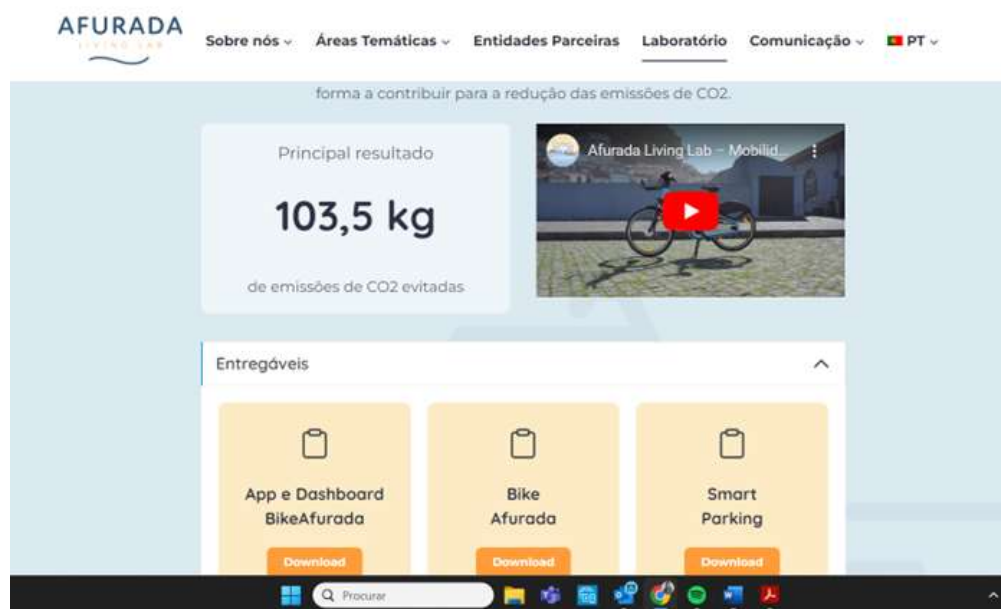 AFURADA
LIVING LAB
Sobre nós
Áreas Temáticas
Entidades Parceiras
Laboratório
Comunicação
PT
forma a contribuir para a redução das emissões de CO2.
Principal resultado
103,5 kg
de emissões de CO2 evitadas
Afurada Living Lab – Mobilid...
Entregáveis
App e Dashboard
BikeAfurada
Download
Bike
Afurada
Download
Smart
Parking
Download
Procurar